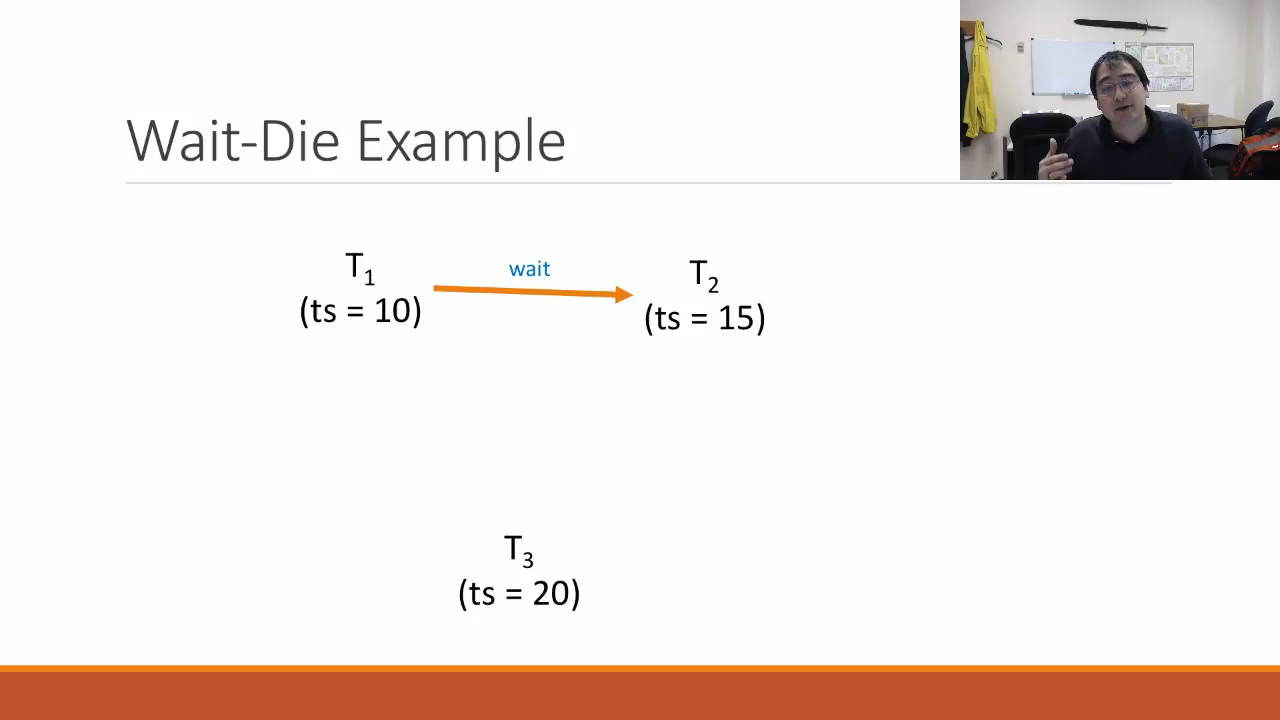 Wait-Die Example
T₁
(ts = 10)
wait
T₂
(ts = 15)
T₃
(ts = 20)